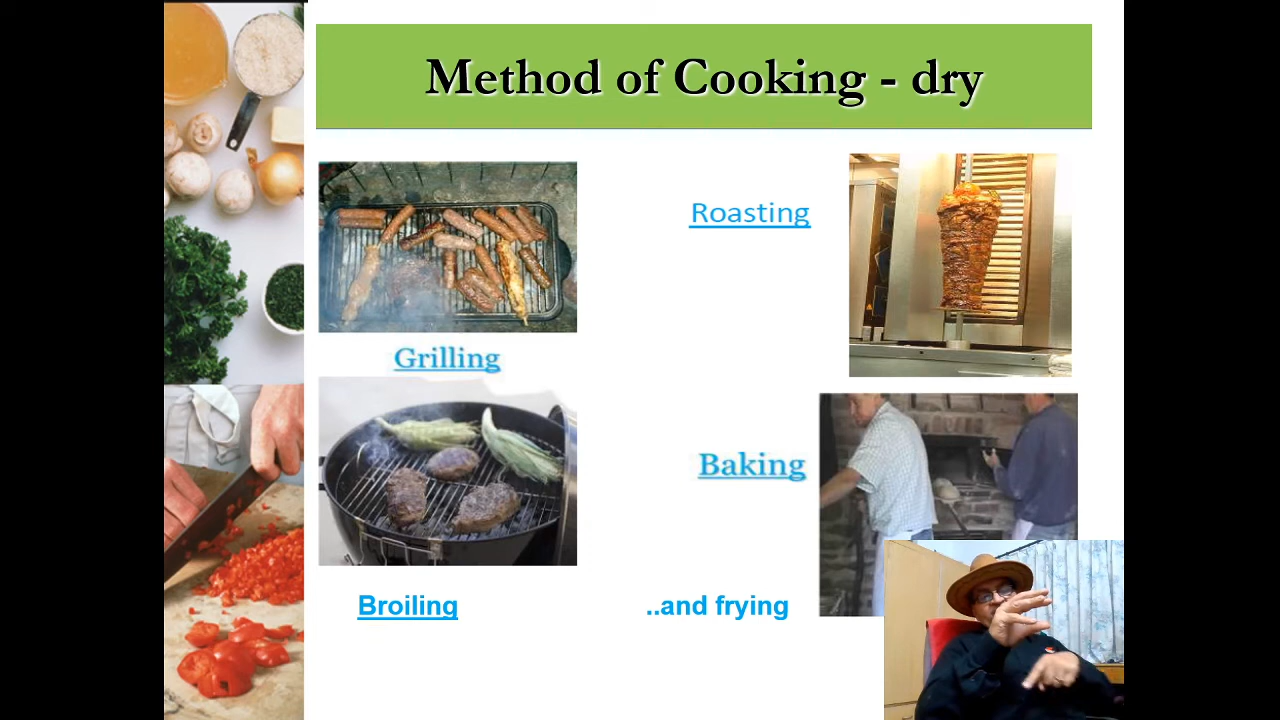 Method of Cooking - dry
Roasting
Grilling
Baking
Broiling
..and frying